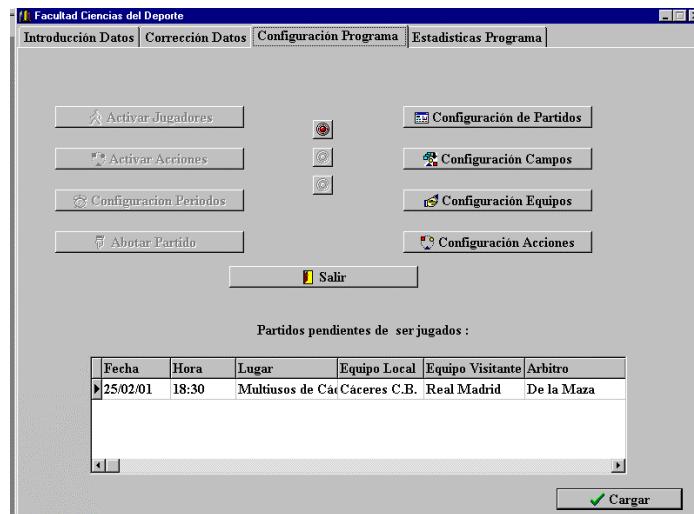 Facultad Ciencias del Deporte
Introducción Datos Corrección Datos Configuración Programa Estadisticas Programa
Activar Jugadores Configuración de Partidos
Activar Acciones Configuración Campos
Configuracion Periodos Configuración Equipos
Abotar Partido Configuración Acciones
Salir
Partidos pendientes de ser jugados :
Fecha Hora Lugar Equipo Local Equipo Visitante Arbitro
25/02/01 18:30 Multiusos de Các Cáceres C.B. Real Madrid De la Maza
Cargar